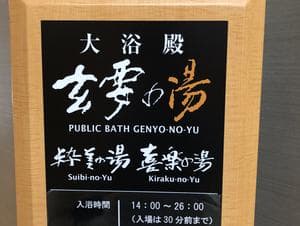 大浴殿
玄要の湯
PUBLIC BATH GENYO-NO-YU
粋美の湯 喜楽の湯
Suibi-no-Yu Kiraku-no-Yu
入浴時間 14:00～26:00
(入場は30分前まで)